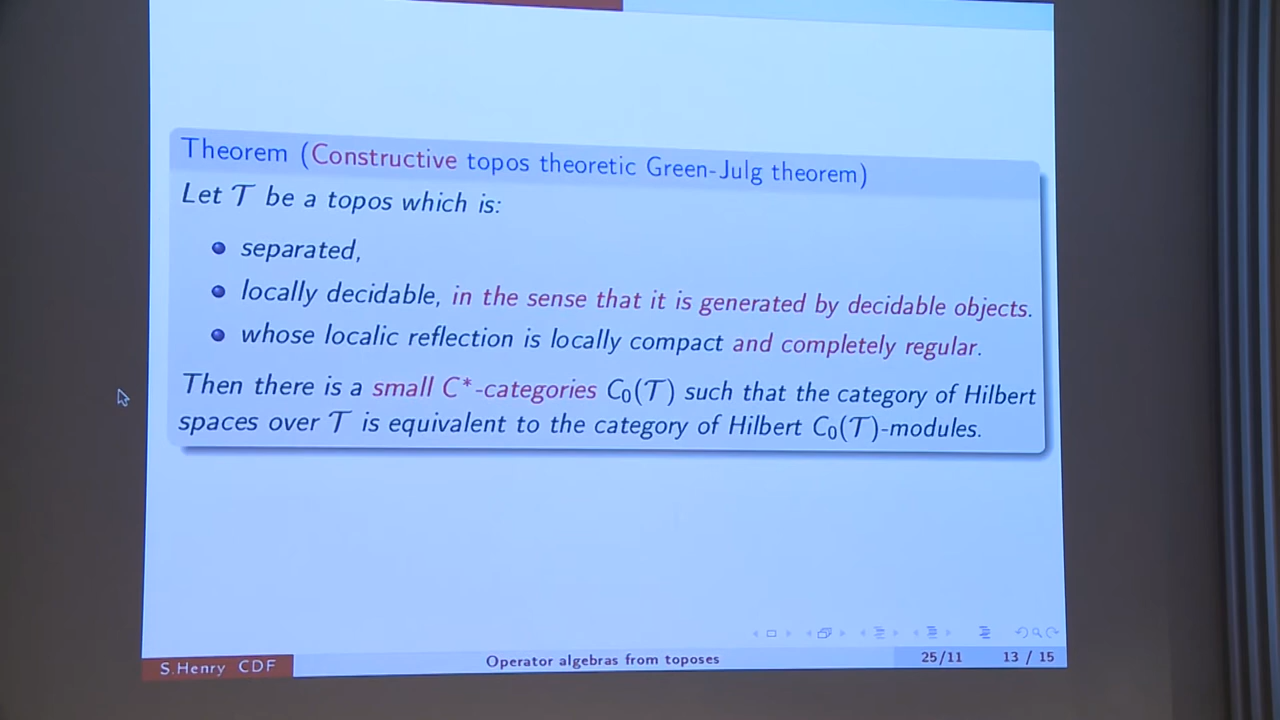 Theorem (Constructive topos theoretic Green-Julg theorem)
Let 𝒯 be a topos which is:
separated,
locally decidable, in the sense that it is generated by decidable objects.
whose localic reflection is locally compact and completely regular.
Then there is a small C*-categories C₀(𝒯) such that the category of Hilbert
spaces over 𝒯 is equivalent to the category of Hilbert C₀(𝒯)-modules.
S.Henry CDF
Operator algebras from toposes
25/11
13 / 15